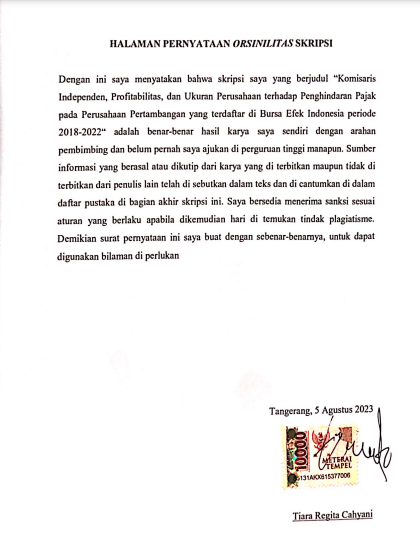 HALAMAN PERNYATAAN ORSINILITAS SKRIPSI
Dengan ini saya menyatakan bahwa skripsi saya yang berjudul “Komisaris
Independen, Profitabilitas, dan Ukuran Perusahaan terhadap Penghindaran Pajak
pada Perusahaan Pertambangan yang terdaftar di Bursa Efek Indonesia periode
2018-2022“ adalah benar-benar hasil karya saya sendiri dengan arahan
pembimbing dan belum pernah saya ajukan di perguruan tinggi manapun. Sumber
informasi yang berasal atau dikutip dari karya yang di terbitkan maupun tidak di
terbitkan dari penulis lain telah di sebutkan dalam teks dan di cantumkan di dalam
daftar pustaka di bagian akhir skripsi ini. Saya bersedia menerima sanksi sesuai
aturan yang berlaku apabila dikemudian hari di temukan tindak plagiatisme.
Demikian surat pernyataan ini saya buat dengan sebenar-benarnya, untuk dapat
digunakan bilaman di perlukan
Tangerang, 5 Agustus 2023
10000
METERAI
TEMPEL
6131AKX615377006
Tiara Regita Cahyani